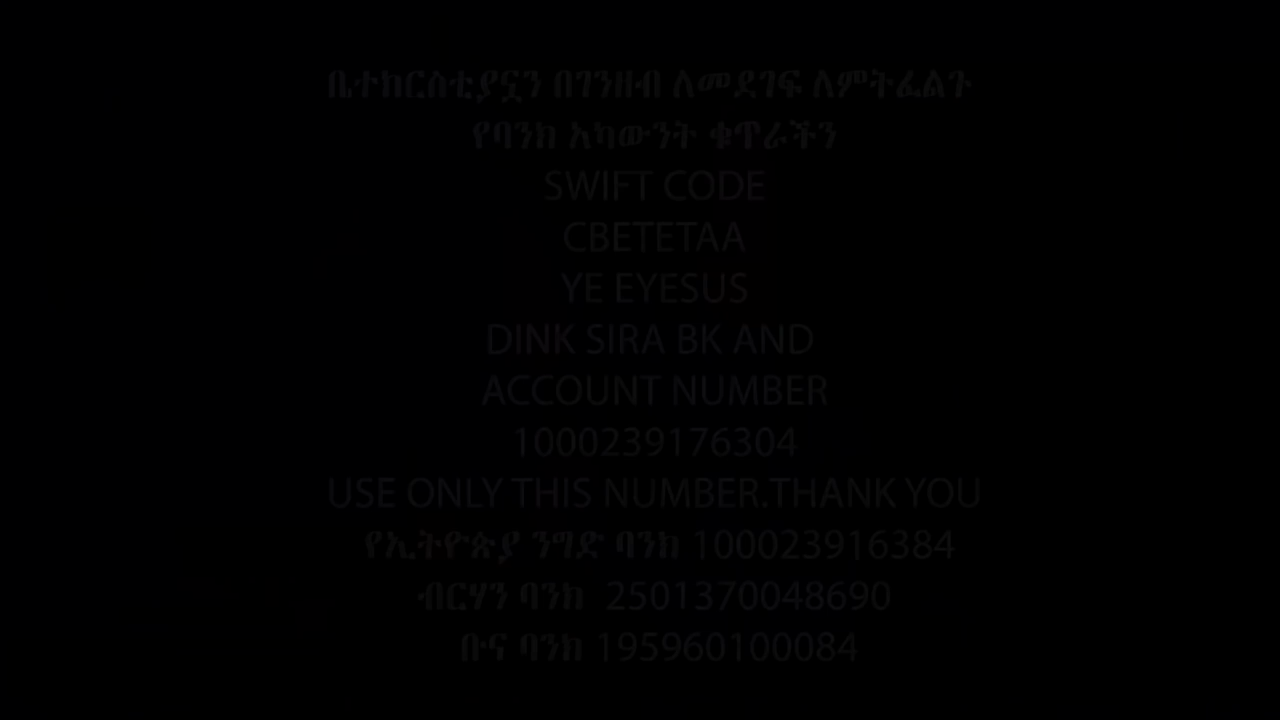 ቤተክርስቲያኗን በገንዘብ ለመደገፍ ለምትፈልጉ
የባንክ አካውንት ቁጥራችን
SWIFT CODE
CBETETAA
YE EYESUS
DINK SIRA BK AND
ACCOUNT NUMBER
1000239176304
USE ONLY THIS NUMBER.THANK YOU
የኢትዮጵያ ንግድ ባንክ 100023916384
ብርሃን ባንክ 2501370048690
ቡና ባንክ 195960100084